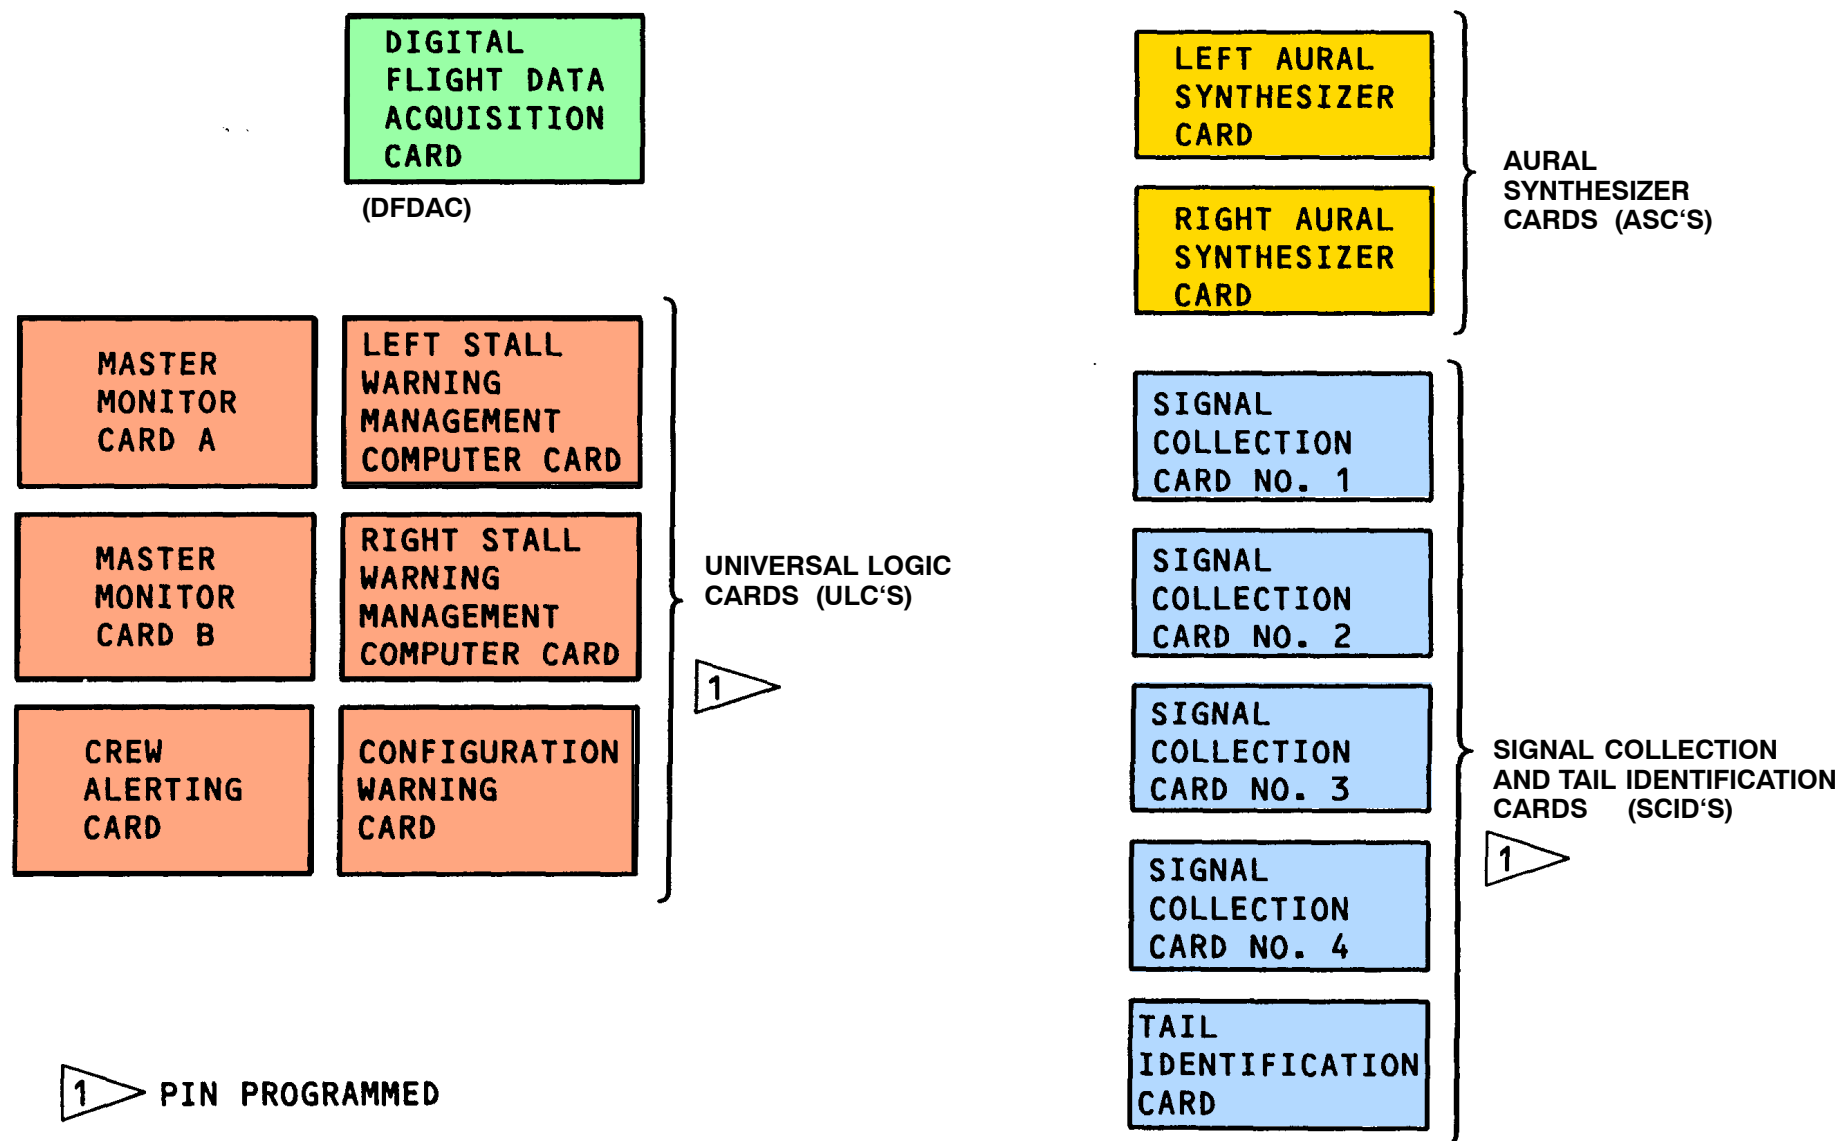 DIGITAL
FLIGHT DATA
ACQUISITION
CARD
(DFDAC)
MASTER
MONITOR
CARD A
LEFT STALL
WARNING
MANAGEMENT
COMPUTER CARD
MASTER
MONITOR
CARD B
RIGHT STALL
WARNING
MANAGEMENT
COMPUTER CARD
CREW
ALERTING
CARD
CONFIGURATION
WARNING
CARD
UNIVERSAL LOGIC
CARDS (ULC‘S)
1
1 PIN PROGRAMMED
LEFT AURAL
SYNTHESIZER
CARD
RIGHT AURAL
SYNTHESIZER
CARD
AURAL
SYNTHESIZER
CARDS (ASC‘S)
SIGNAL
COLLECTION
CARD NO. 1
SIGNAL
COLLECTION
CARD NO. 2
SIGNAL
COLLECTION
CARD NO. 3
SIGNAL
COLLECTION
CARD NO. 4
TAIL
IDENTIFICATION
CARD
SIGNAL COLLECTION
AND TAIL IDENTIFICATION
CARDS (SCID‘S)
1